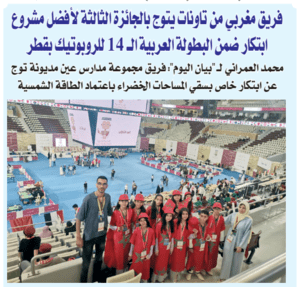 فريق مغربي من تاونات يتوج بالجائزة الثالثة لأفضل مشروع
ابتكار ضمن البطولة العربية الـ 14 للروبوتيك بقطر
محمد العمراني لـ "بيان اليوم": فريق مجموعة مدارس عين مديونة توج
عن ابتكار خاص بسقي المساحات الخضراء باعتماد الطاقة الشمسية